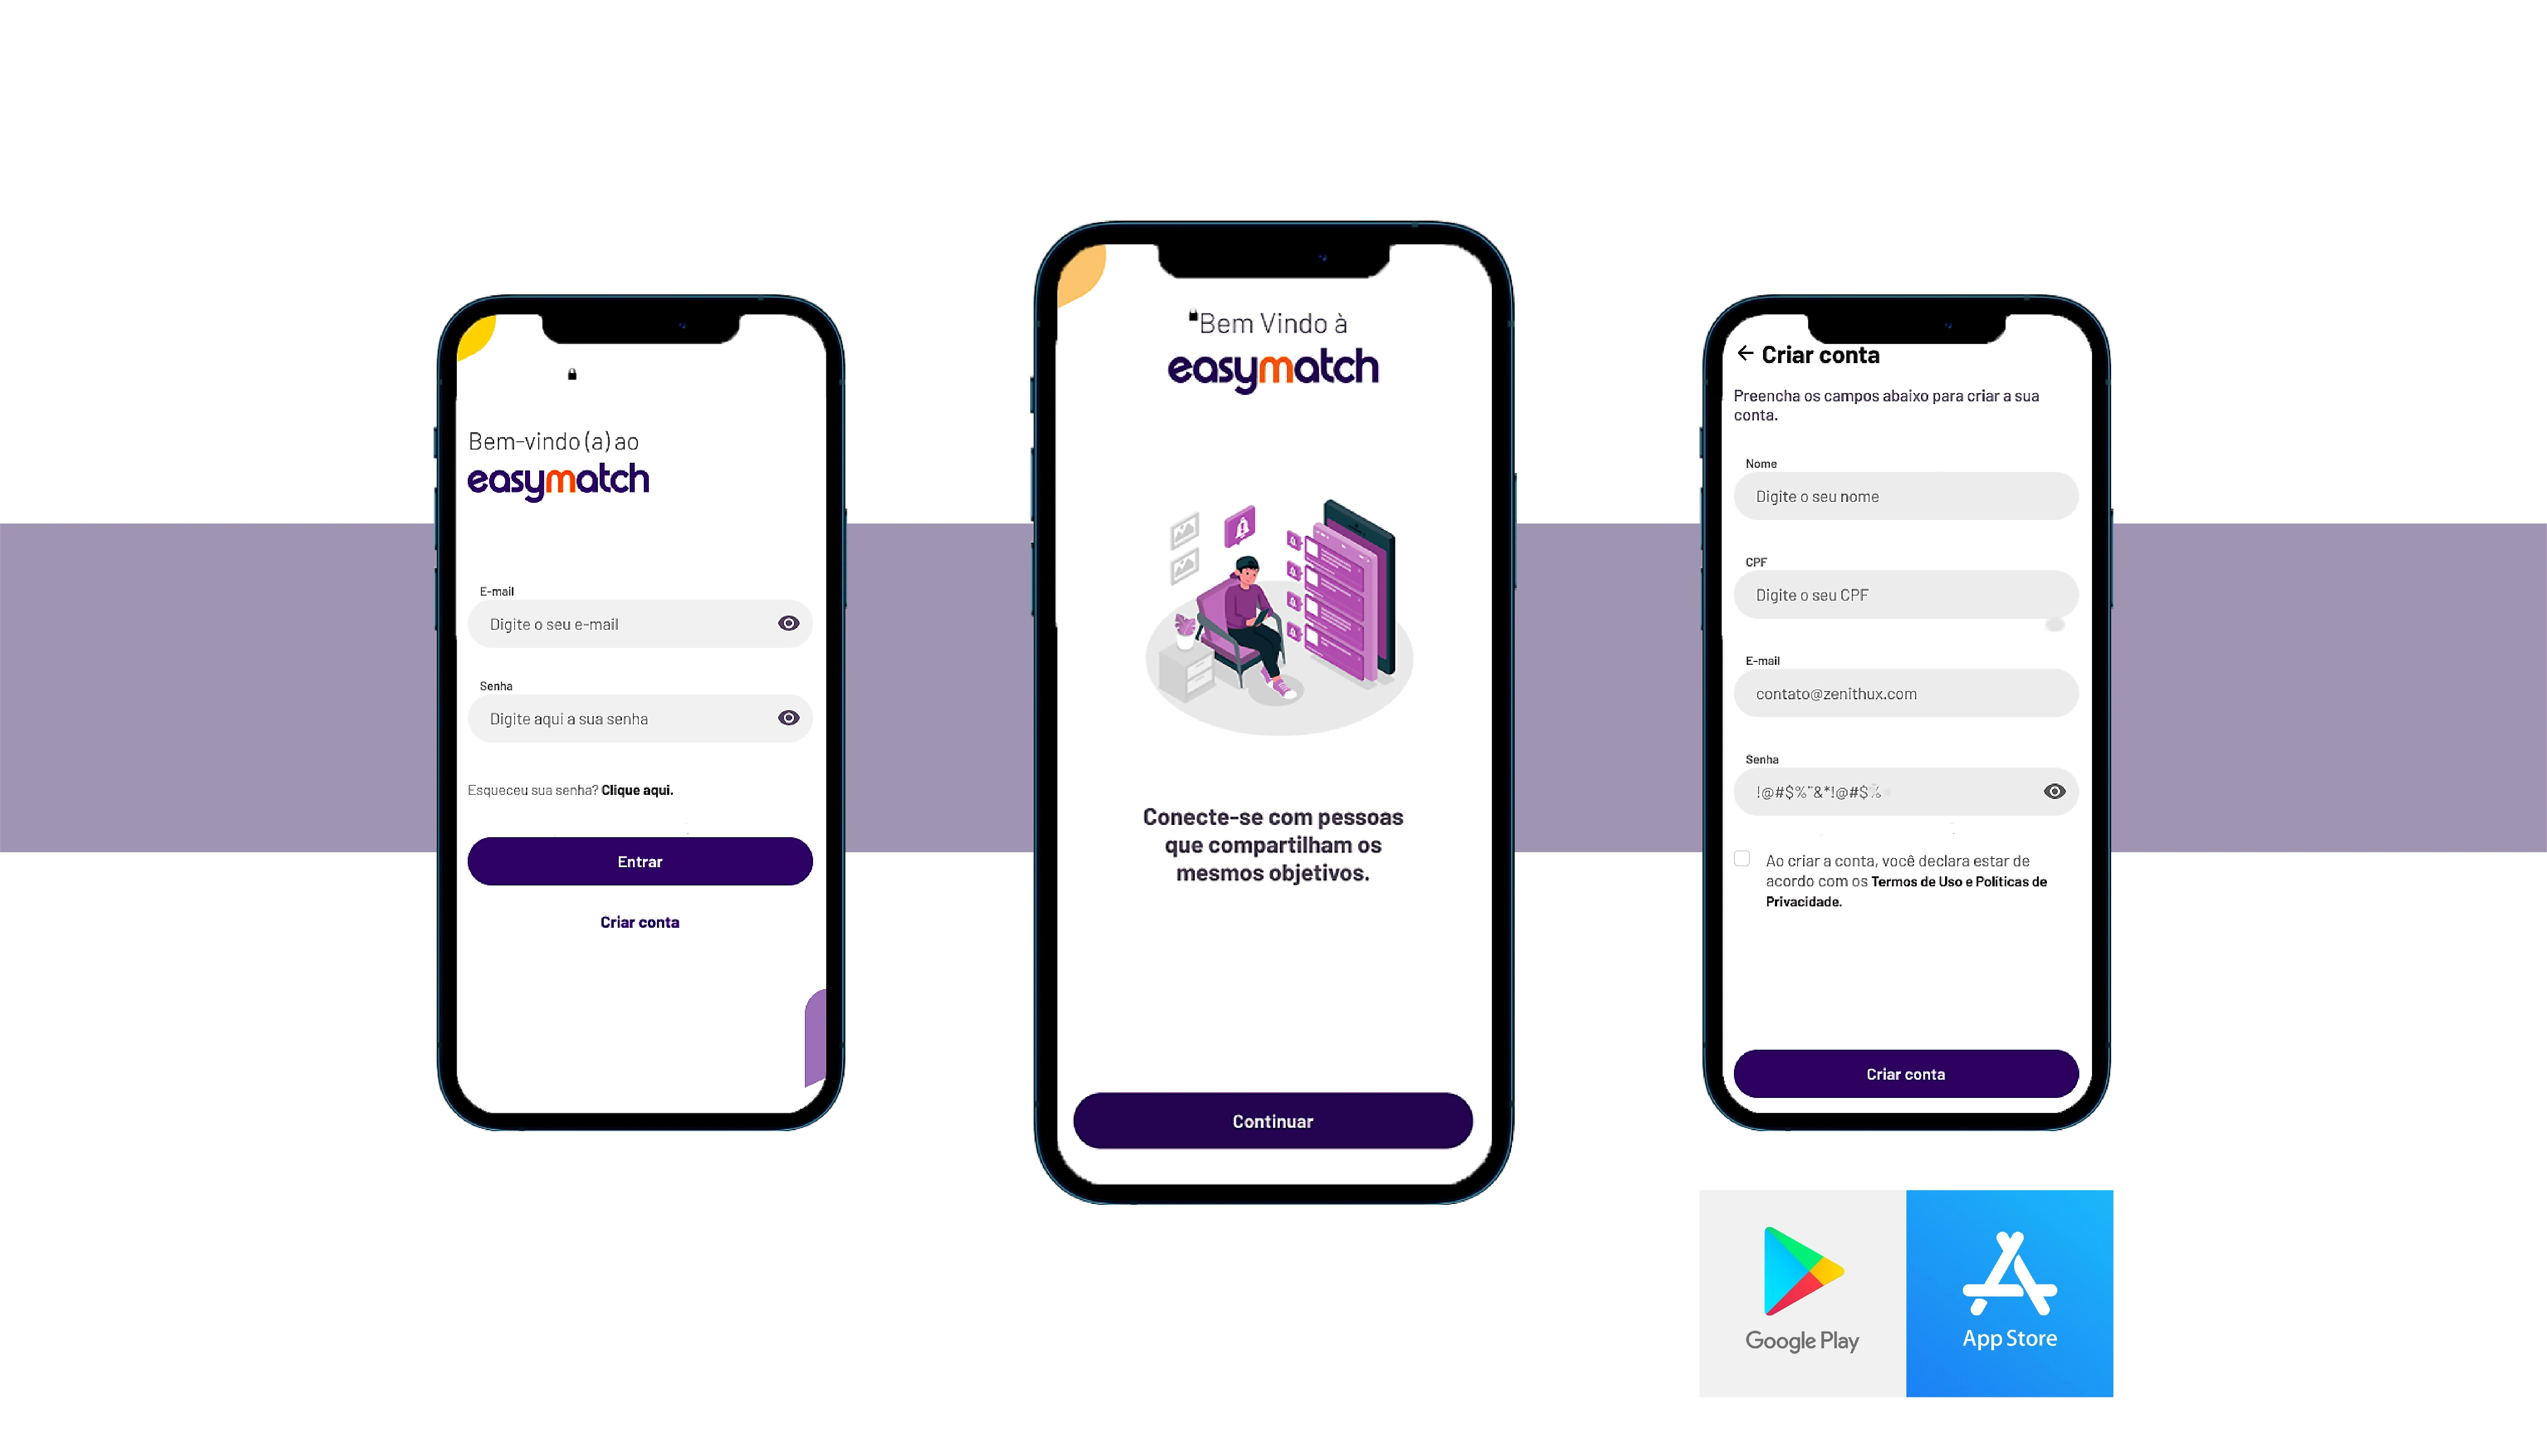 Bem-vindo (a) ao
easymatch
E-mail
Digite o seu e-mail
Senha
Digite aqui a sua senha
Esqueceu sua senha? Clique aqui.
Entrar
Criar conta
Bem Vindo à
easymatch
Conecte-se com pessoas
que compartilham os
mesmos objetivos.
Continuar
Criar conta
Preencha os campos abaixo para criar a sua
conta.
Nome
Digite o seu nome
CPF
Digite o seu CPF
E-mail
contato@zenithux.com
Senha
!@#$%¨&*!@#$%
Ao criar a conta, você declara estar de
acordo com os Termos de Uso e Políticas de
Privacidade.
Criar conta
Google Play
App Store